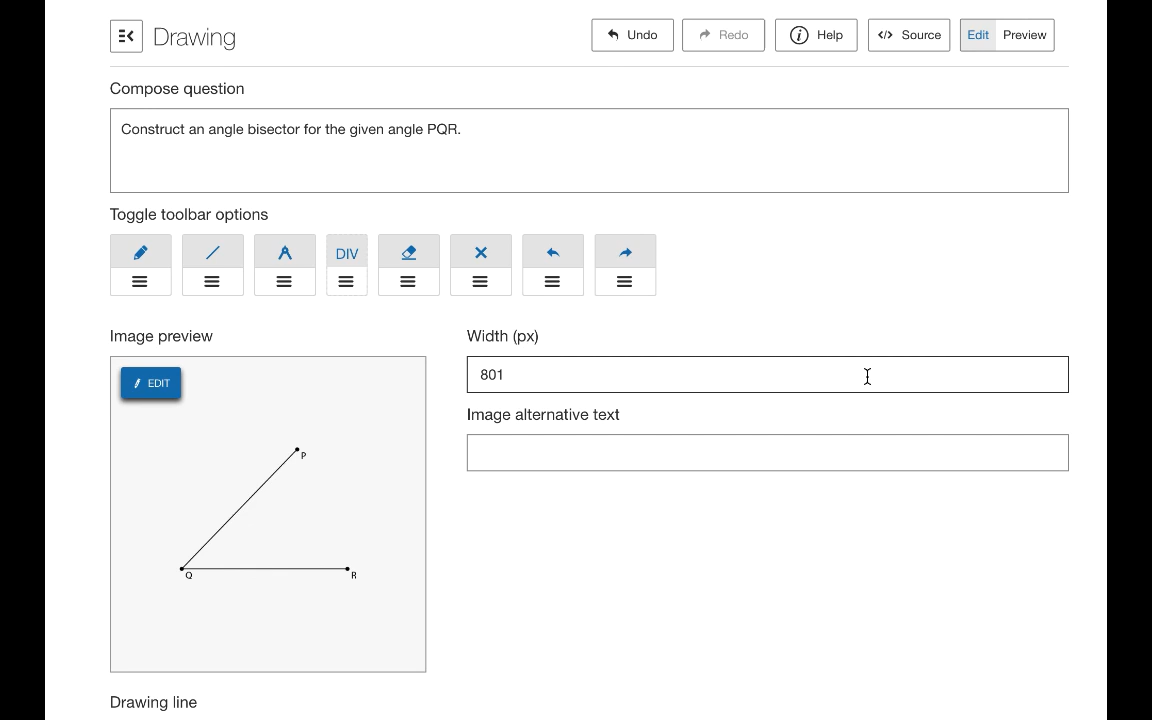 Drawing
Undo
Redo
Help
</> Source
Edit
Preview
Compose question
Construct an angle bisector for the given angle PQR.
Toggle toolbar options
DIV
Image preview
Width (px)
EDIT
801
Image alternative text
P
Q
R
Drawing line